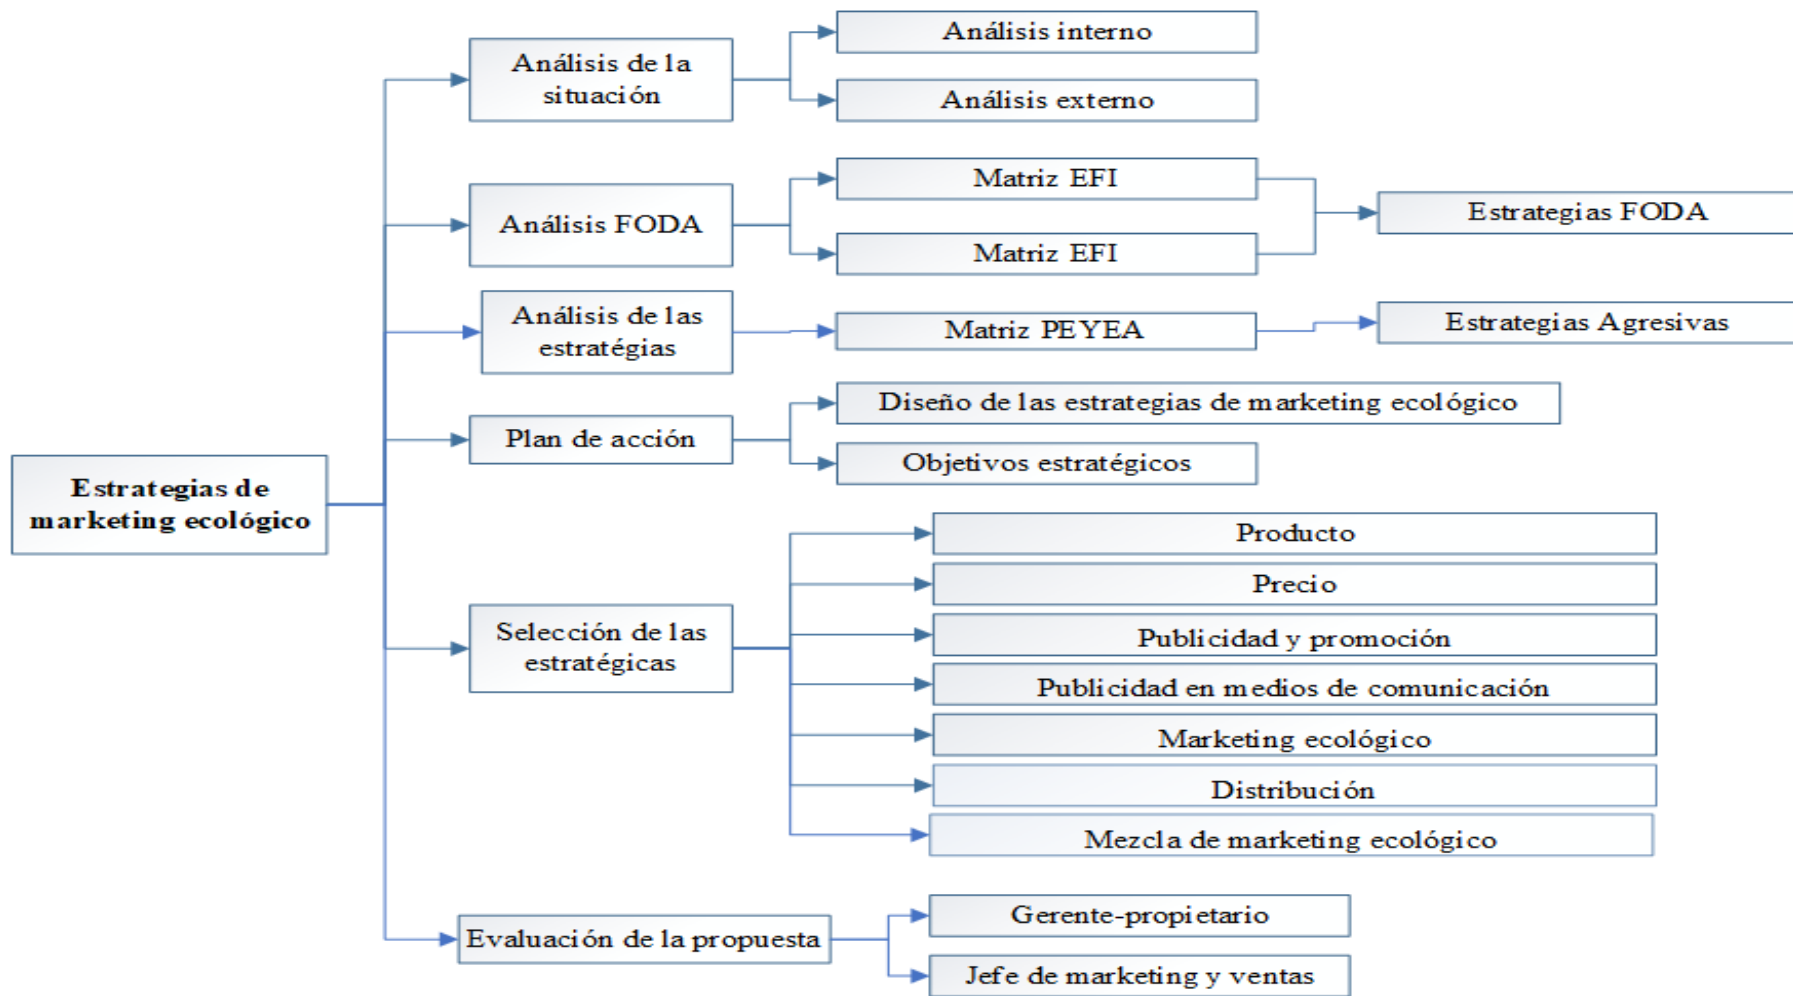 Análisis interno
Análisis de la
situación
Análisis externo
Matriz EFI
Análisis FODA
Estrategias FODA
Matriz EFI
Análisis de las
estratégias
Matriz PEYEA
Estrategias Agresivas
Diseño de las estrategias de marketing ecológico
Plan de acción
Objetivos estratégicos
Estrategias de
marketing ecológico
Producto
Precio
Selección de las
estratégicas
Publicidad y promoción
Publicidad en medios de comunicación
Marketing ecológico
Distribución
Mezcla de marketing ecológico
Gerente-propietario
Evaluación de la propuesta
Jefe de marketing y ventas